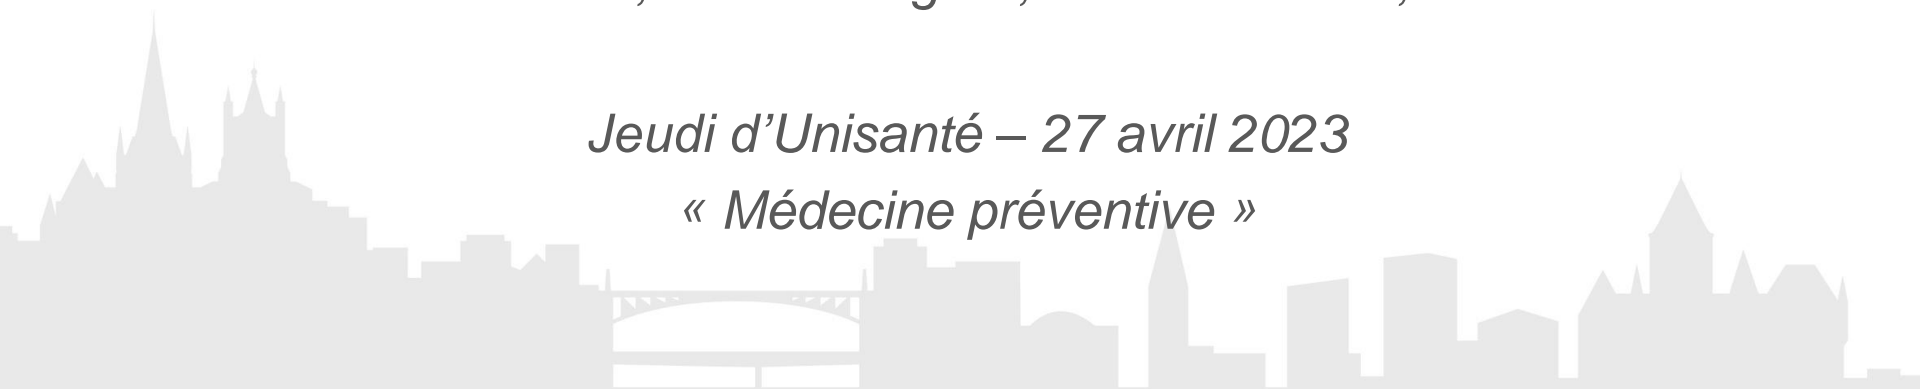 Jeudi d’Unisanté – 27 avril 2023
« Médecine préventive »